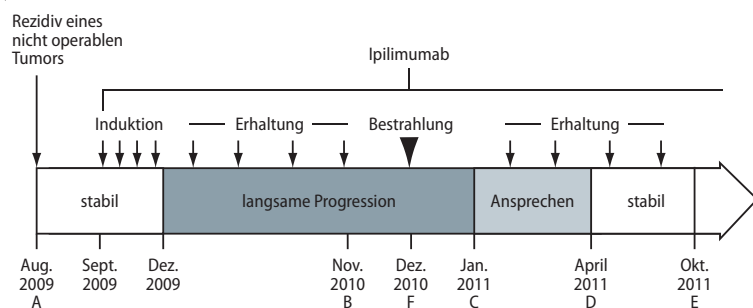 Rezidiv eines
nicht operablen
Tumors
Ipilimumab
Induktion
Erhaltung
Bestrahlung
Erhaltung
stabil
langsame Progression
Ansprechen
stabil
Aug.
2009
A
Sept.
2009
Dez.
2009
Nov.
2010
B
Dez.
2010
F
Jan.
2011
C
April
2011
D
Okt.
2011
E